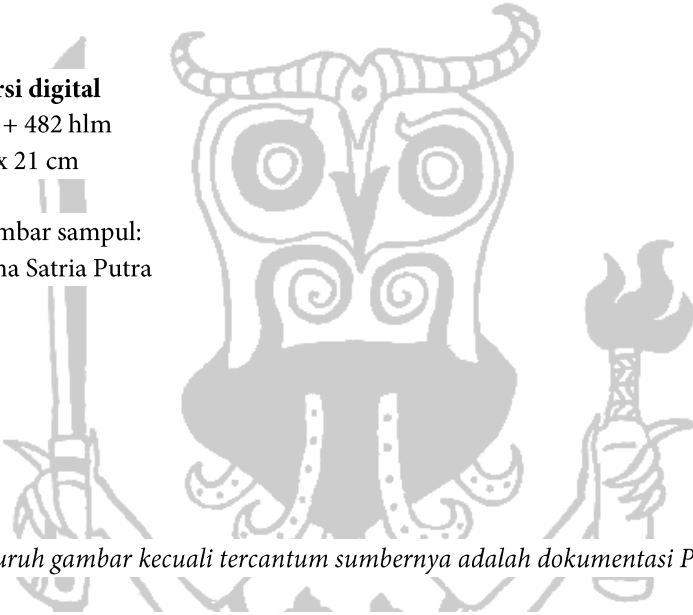 rsi digital
+ 482 hlm
x 21 cm
mbar sampul:
na Satria Putra
uruh gambar kecuali tercantum sumbernya adalah dokumentasi P